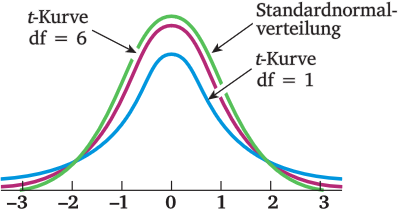 t-Kurve
df = 6
Standardnormal-
verteilung
t-Kurve
df = 1
–3 –2 –1 0 1 2 3